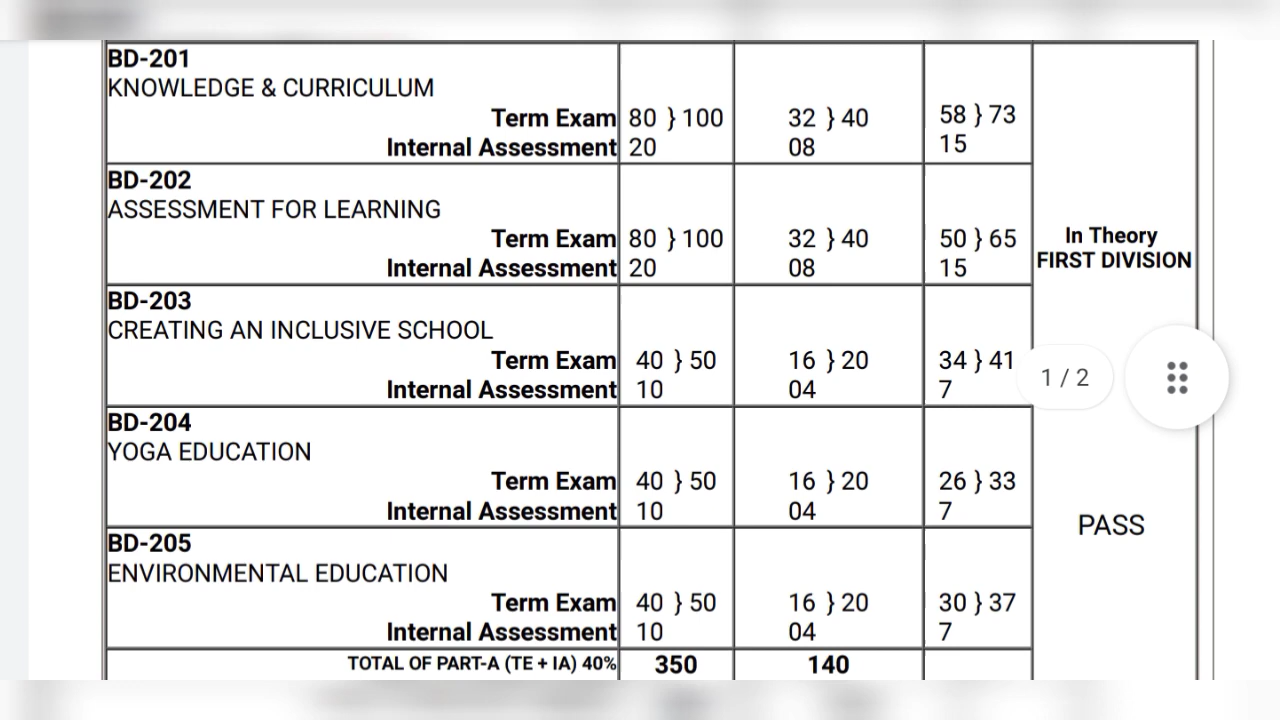 BD-201
KNOWLEDGE & CURRICULUM
Term Exam 80 } 100 32 } 40 58 } 73
Internal Assessment 20 08 15
BD-202
ASSESSMENT FOR LEARNING
Term Exam 80 } 100 32 } 40 50 } 65
Internal Assessment 20 08 15
In Theory
FIRST DIVISION
BD-203
CREATING AN INCLUSIVE SCHOOL
Term Exam 40 } 50 16 } 20 34 } 41
Internal Assessment 10 04 7
1 / 2
BD-204
YOGA EDUCATION
Term Exam 40 } 50 16 } 20 26 } 33
Internal Assessment 10 04 7
PASS
BD-205
ENVIRONMENTAL EDUCATION
Term Exam 40 } 50 16 } 20 30 } 37
Internal Assessment 10 04 7
TOTAL OF PART-A (TE + IA) 40% 350 140